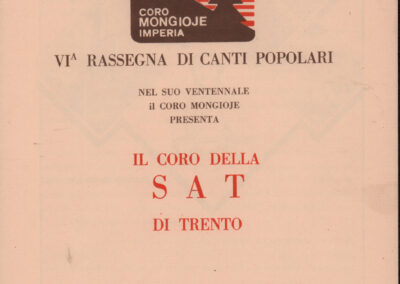 CORO
MONGIOJE
IMPERIA
VIᴬ RASSEGNA DI CANTI POPOLARI
NEL SUO VENTENNALE
il CORO MONGIOJE
PRESENTA
IL CORO DELLA
S A T
DI TRENTO